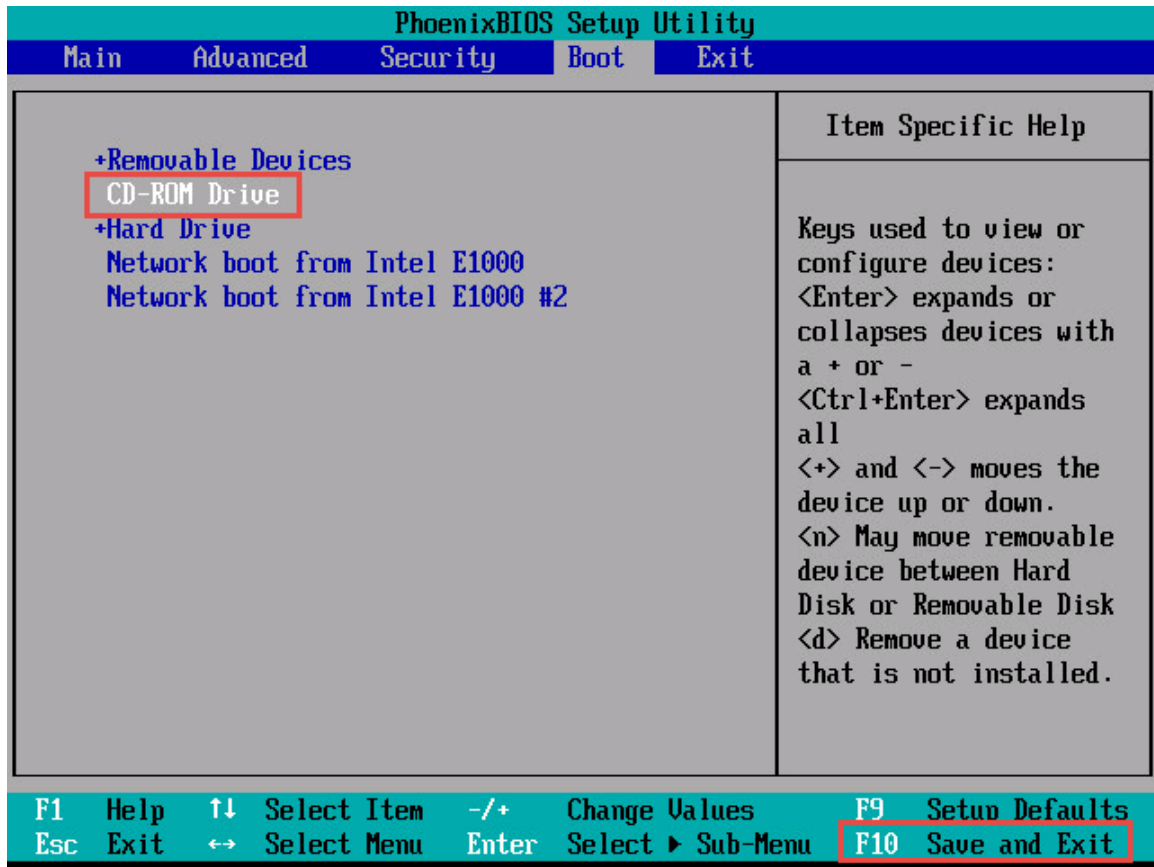 PhoenixBIOS Setup Utility
Main Advanced Security Boot Exit
+Removable Devices
CD-ROM Drive
+Hard Drive
Network boot from Intel E1000
Network boot from Intel E1000 #2
Item Specific Help
Keys used to view or
configure devices:
<Enter> expands or
collapses devices with
a + or -
<Ctrl+Enter> expands
all
<+> and <-> moves the
device up or down.
<n> May move removable
device between Hard
Disk or Removable Disk
<d> Remove a device
that is not installed.
F1 Help ↑↓ Select Item -/+ Change Values F9 Setup Defaults
Esc Exit ↔ Select Menu Enter Select ▶ Sub-Menu F10 Save and Exit